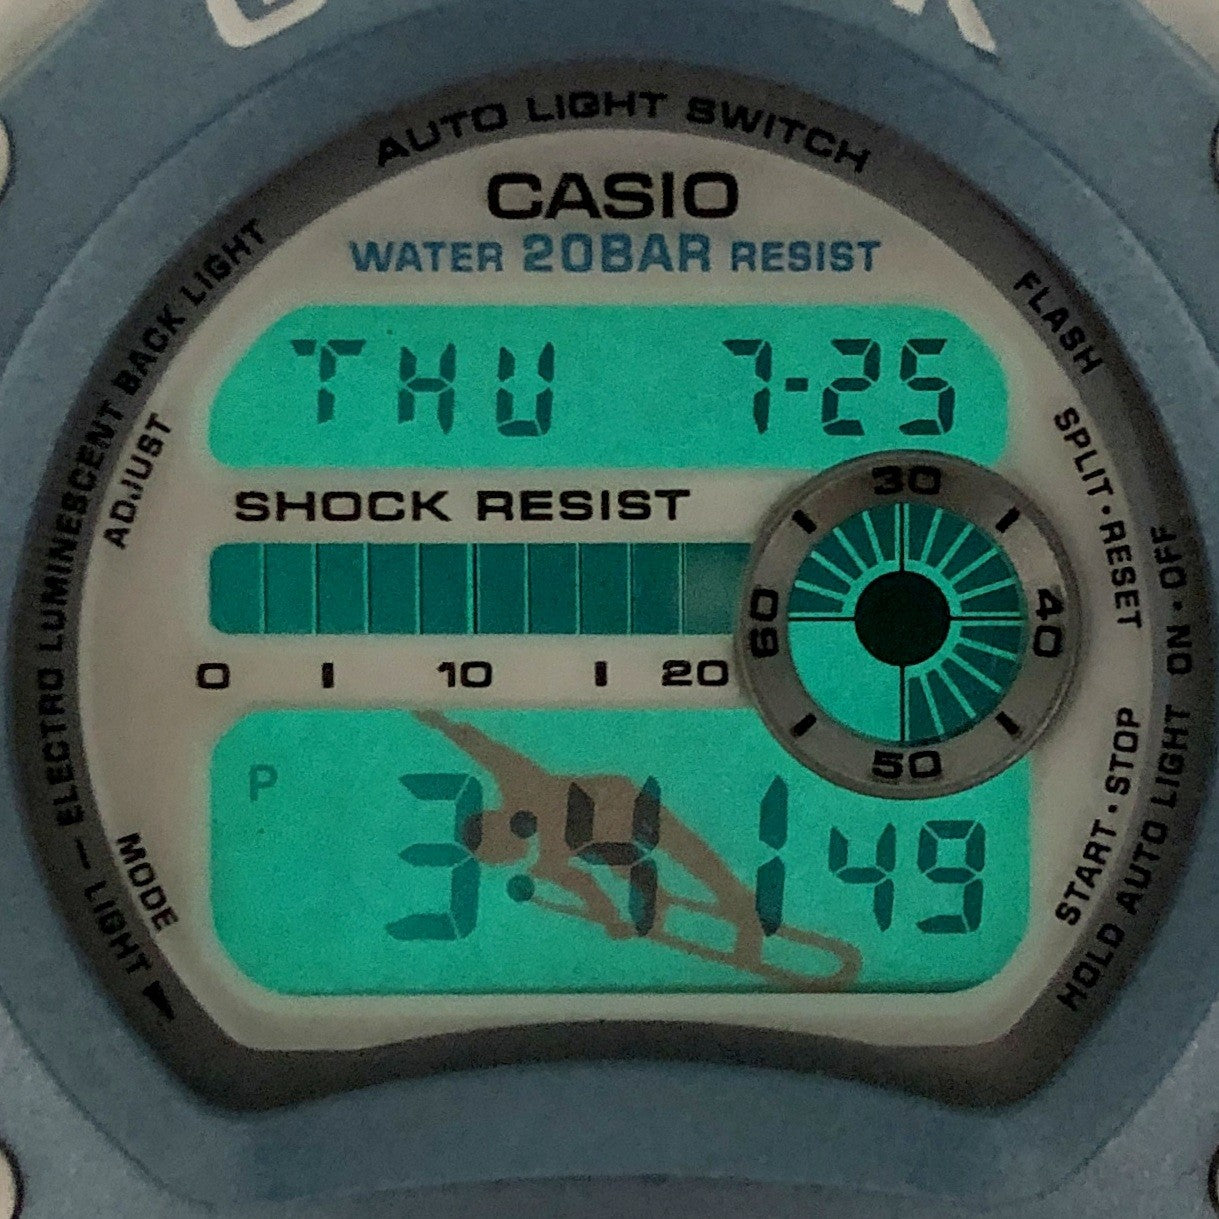 AUTO LIGHT SWITCH
CASIO
WATER 20BAR RESIST
ELECTRO LUMINESCENT BACK LIGHT
— LIGHT
ADJUST
MODE
FLASH
SPLIT·RESET
START·STOP
HOLD AUTO LIGHT ON·OFF
THU 7-25
SHOCK RESIST
0 10 20
30
40
50
60
P 3:41 49